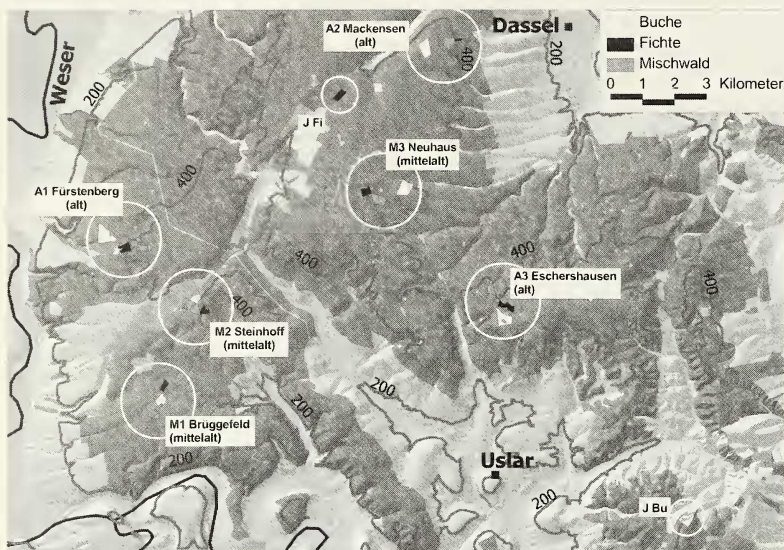 A2 Mackensen
(alt)
Dassel
Buche
Fichte
Mischwald
0 1 2 3 Kilometer
Weser
200
400
200
J Fi
M3 Neuhaus
(mittelalt)
400
A1 Fürstenberg
(alt)
400
400
400
A3 Eschershausen
(alt)
400
M2 Steinhoff
(mittelalt)
200
200
M1 Brüggefeld
(mittelalt)
200
Uslar
200
J Bu